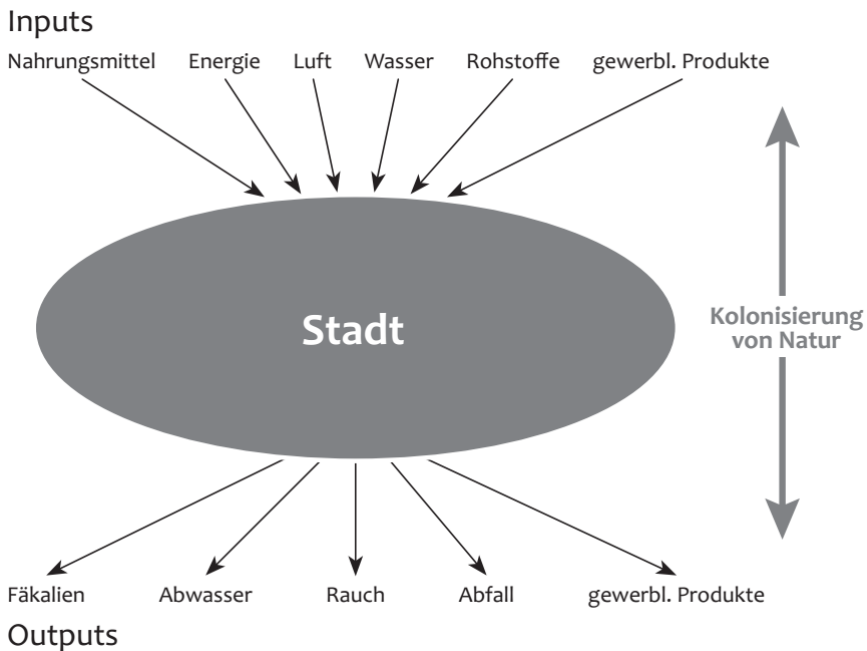 Inputs
Nahrungsmittel Energie Luft Wasser Rohstoffe gewerbl. Produkte
Stadt
Kolonisierung
von Natur
Fäkalien Abwasser Rauch Abfall gewerbl. Produkte
Outputs